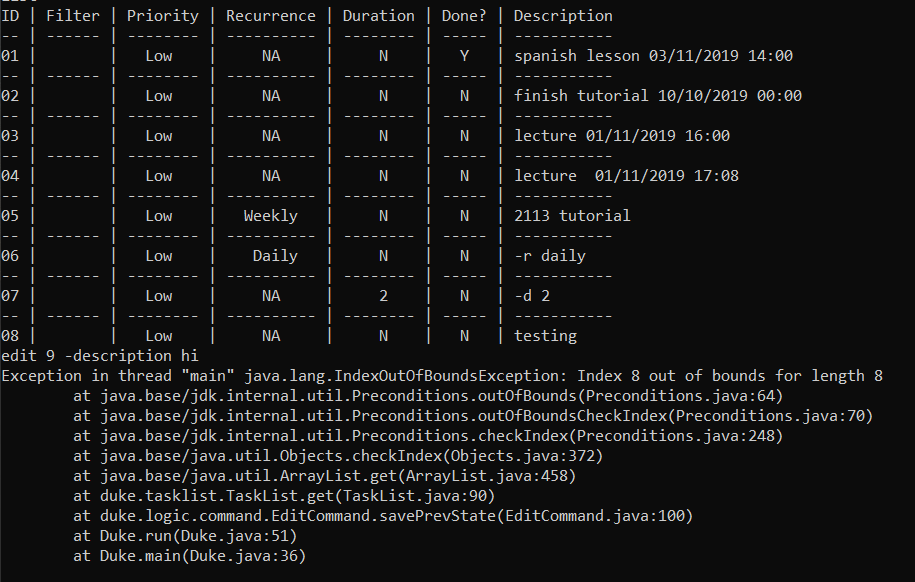 ID | Filter | Priority | Recurrence | Duration | Done? | Description
-- | ------ | -------- | ---------- | -------- | ----- | -----------
01 |        |   Low    |     NA     |    N     |   Y   | spanish lesson 03/11/2019 14:00
-- | ------ | -------- | ---------- | -------- | ----- | -----------
02 |        |   Low    |     NA     |    N     |   N   | finish tutorial 10/10/2019 00:00
-- | ------ | -------- | ---------- | -------- | ----- | -----------
03 |        |   Low    |     NA     |    N     |   N   | lecture 01/11/2019 16:00
-- | ------ | -------- | ---------- | -------- | ----- | -----------
04 |        |   Low    |     NA     |    N     |   N   | lecture  01/11/2019 17:08
-- | ------ | -------- | ---------- | -------- | ----- | -----------
05 |        |   Low    |   Weekly   |    N     |   N   | 2113 tutorial
-- | ------ | -------- | ---------- | -------- | ----- | -----------
06 |        |   Low    |    Daily   |    N     |   N   | -r daily
-- | ------ | -------- | ---------- | -------- | ----- | -----------
07 |        |   Low    |     NA     |    2     |   N   | -d 2
-- | ------ | -------- | ---------- | -------- | ----- | -----------
08 |        |   Low    |     NA     |    N     |   N   | testing
edit 9 -description hi
Exception in thread "main" java.lang.IndexOutOfBoundsException: Index 8 out of bounds for length 8
        at java.base/jdk.internal.util.Preconditions.outOfBounds(Preconditions.java:64)
        at java.base/jdk.internal.util.Preconditions.outOfBoundsCheckIndex(Preconditions.java:70)
        at java.base/jdk.internal.util.Preconditions.checkIndex(Preconditions.java:248)
        at java.base/java.util.Objects.checkIndex(Objects.java:372)
        at java.base/java.util.ArrayList.get(ArrayList.java:458)
        at duke.tasklist.TaskList.get(TaskList.java:90)
        at duke.logic.command.EditCommand.savePrevState(EditCommand.java:100)
        at Duke.run(Duke.java:51)
        at Duke.main(Duke.java:36)